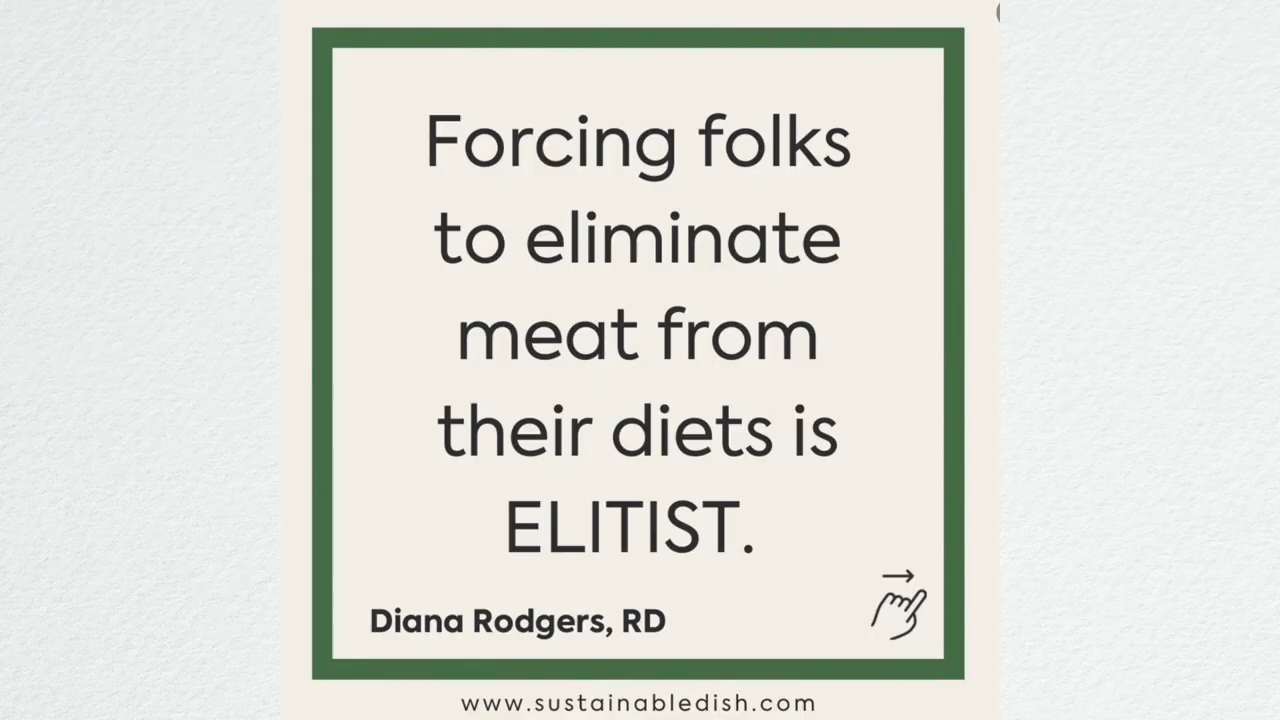 Forcing folks
to eliminate
meat from
their diets is
ELITIST.
Diana Rodgers, RD
www.sustainabledish.com